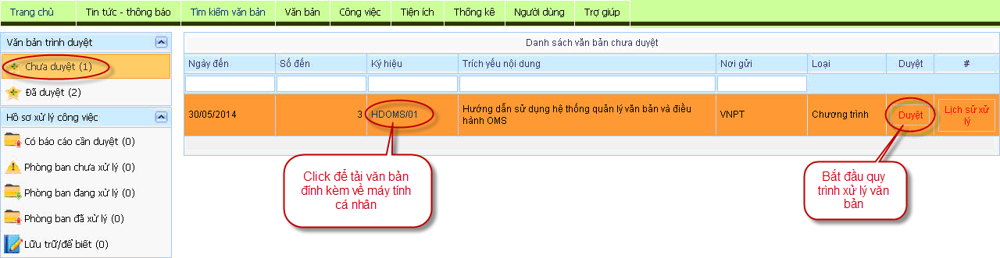 Trang chủ Tin tức - thông báo Tìm kiếm văn bản Văn bản Công việc Tiện ích Thống kê Người dùng Trợ giúp
Văn bản trình duyệt
Chưa duyệt (1)
Đã duyệt (2)
Hồ sơ xử lý công việc
Có báo cáo cần duyệt (0)
Phòng ban chưa xử lý (0)
Phòng ban đang xử lý (0)
Phòng ban đã xử lý (0)
Lưu trữ/để biết (0)
Danh sách văn bản chưa duyệt
Ngày đến Số đến Ký hiệu Trích yếu nội dung Nơi gửi Loại Duyệt #
30/05/2014 3 HDOMS/01 Hướng dẫn sử dụng hệ thống quản lý văn bản và điều
hành OMS
VNPT Chương trình Duyệt Lịch sử xử
lý
Click để tải văn bản
đính kèm về máy tính
cá nhân
Bắt đầu quy
trình xử lý văn
bản